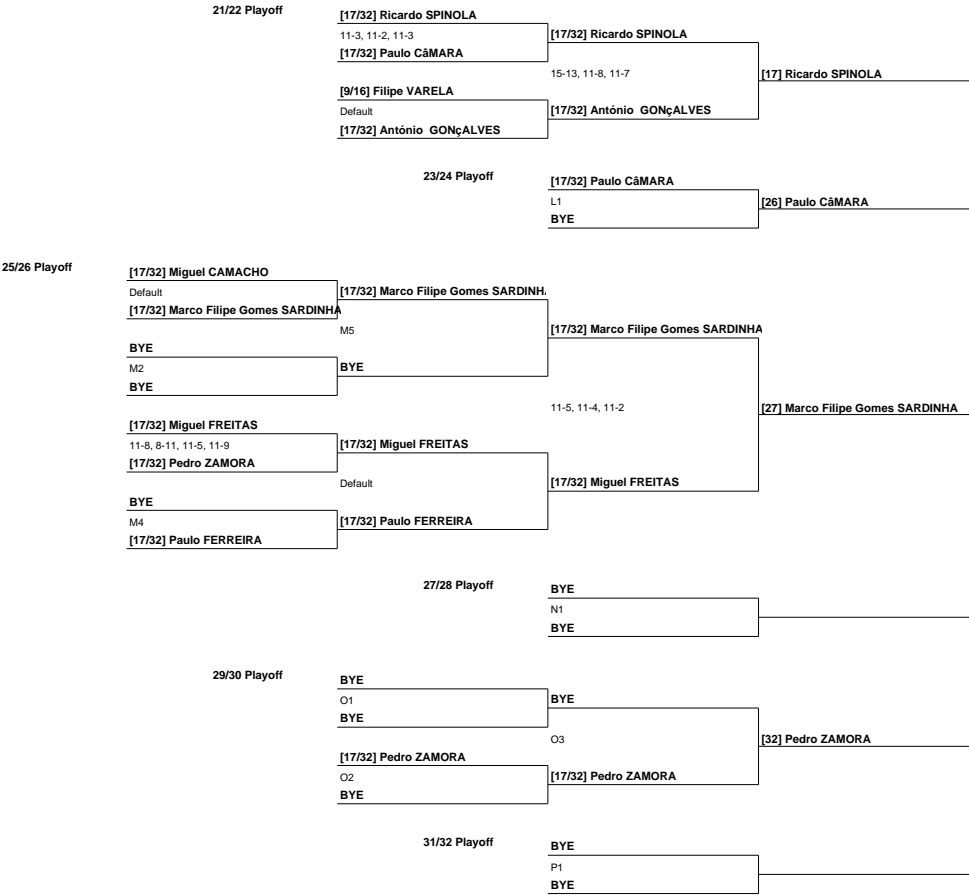 21/22 Playoff
[17/32] Ricardo SPINOLA
11-3, 11-2, 11-3
[17/32] Paulo CâMARA
[17/32] Ricardo SPINOLA
15-13, 11-8, 11-7
[17] Ricardo SPINOLA
[9/16] Filipe VARELA
Default
[17/32] António GONçALVES
[17/32] António GONçALVES
23/24 Playoff
[17/32] Paulo CâMARA
L1
BYE
[26] Paulo CâMARA
25/26 Playoff
[17/32] Miguel CAMACHO
Default
[17/32] Marco Filipe Gomes SARDINHA
[17/32] Marco Filipe Gomes SARDINHA
M5
[17/32] Marco Filipe Gomes SARDINHA
BYE
M2
BYE
BYE
11-5, 11-4, 11-2
[27] Marco Filipe Gomes SARDINHA
[17/32] Miguel FREITAS
11-8, 8-11, 11-5, 11-9
[17/32] Pedro ZAMORA
[17/32] Miguel FREITAS
Default
[17/32] Miguel FREITAS
BYE
M4
[17/32] Paulo FERREIRA
[17/32] Paulo FERREIRA
27/28 Playoff
BYE
N1
BYE
29/30 Playoff
BYE
O1
BYE
BYE
O3
[32] Pedro ZAMORA
[17/32] Pedro ZAMORA
O2
BYE
[17/32] Pedro ZAMORA
31/32 Playoff
BYE
P1
BYE